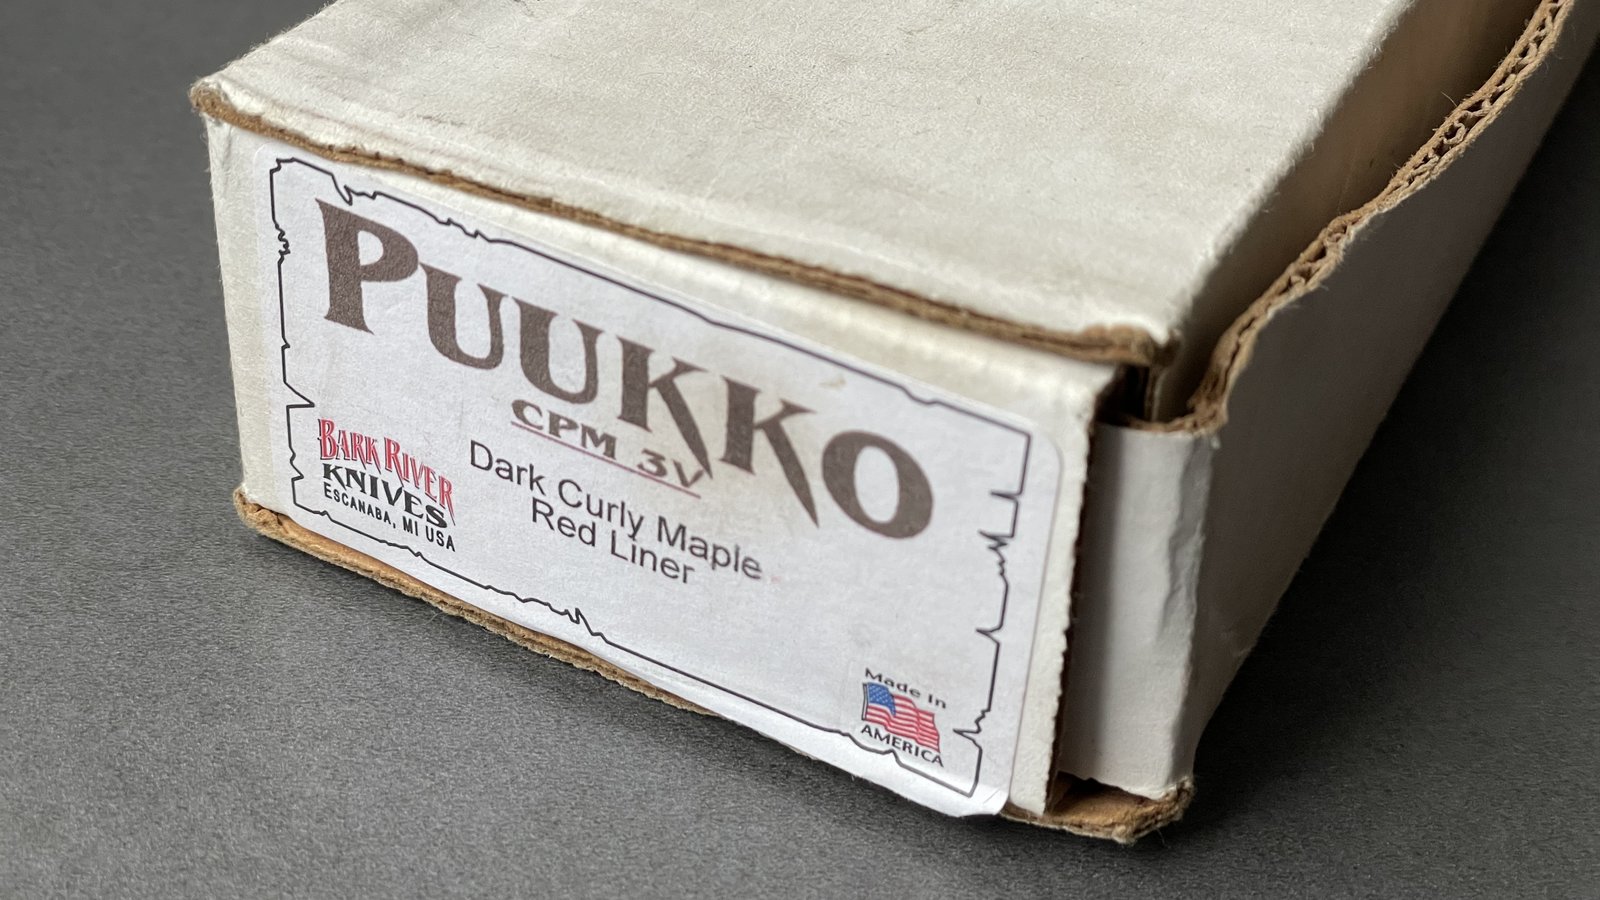 PUUKKO
CPM 3V
Dark Curly Maple
Red Liner
BARK RIVER
KNIVES
ESCANABA, MI USA
Made In
AMERICA